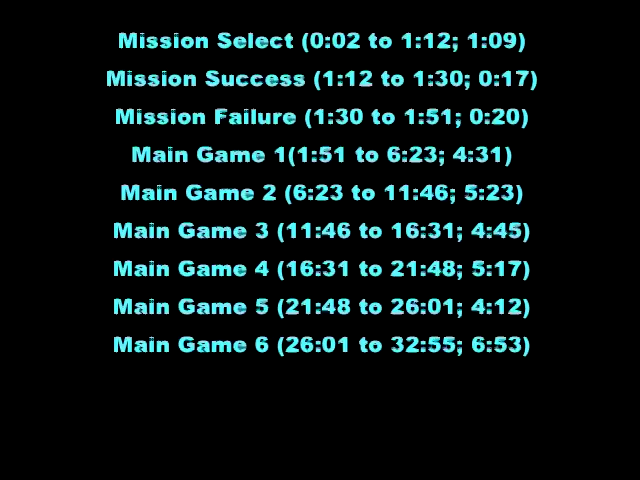 Mission Select (0:02 to 1:12; 1:09)
Mission Success (1:12 to 1:30; 0:17)
Mission Failure (1:30 to 1:51; 0:20)
Main Game 1(1:51 to 6:23; 4:31)
Main Game 2 (6:23 to 11:46; 5:23)
Main Game 3 (11:46 to 16:31; 4:45)
Main Game 4 (16:31 to 21:48; 5:17)
Main Game 5 (21:48 to 26:01; 4:12)
Main Game 6 (26:01 to 32:55; 6:53)